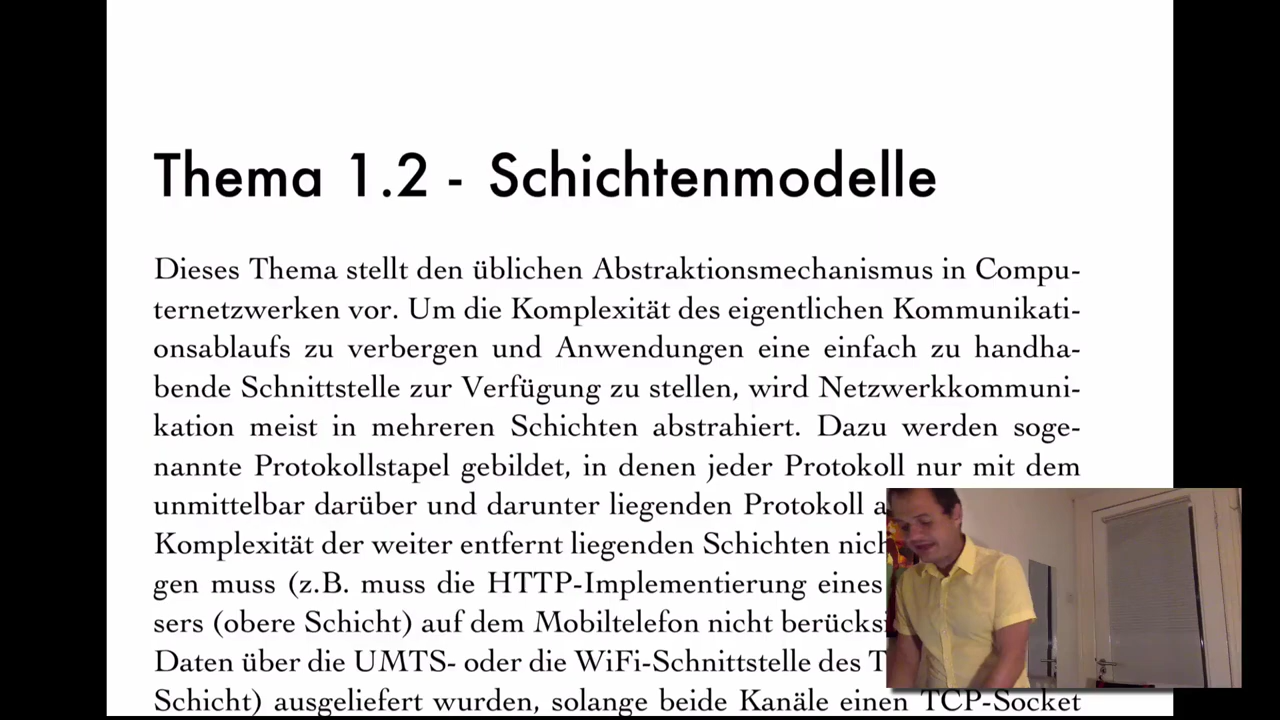 Thema 1.2 - Schichtenmodelle
Dieses Thema stellt den üblichen Abstraktionsmechanismus in Compu-
ternetzwerken vor. Um die Komplexität des eigentlichen Kommunikati-
onsablaufs zu verbergen und Anwendungen eine einfach zu handha-
bende Schnittstelle zur Verfügung zu stellen, wird Netzwerkkommuni-
kation meist in mehreren Schichten abstrahiert. Dazu werden soge-
nannte Protokollstapel gebildet, in denen jeder Protokoll nur mit dem
unmittelbar darüber und darunter liegenden Protokoll
Komplexität der weiter entfernt liegenden Schichten
gen muss (z.B. muss die HTTP-Implementierung eines
sers (obere Schicht) auf dem Mobiltelefon nicht
Daten über die UMTS- oder die WiFi-Schnittstelle des
Schicht) ausgeliefert wurden, solange beide Kanäle einen TCP-Socket